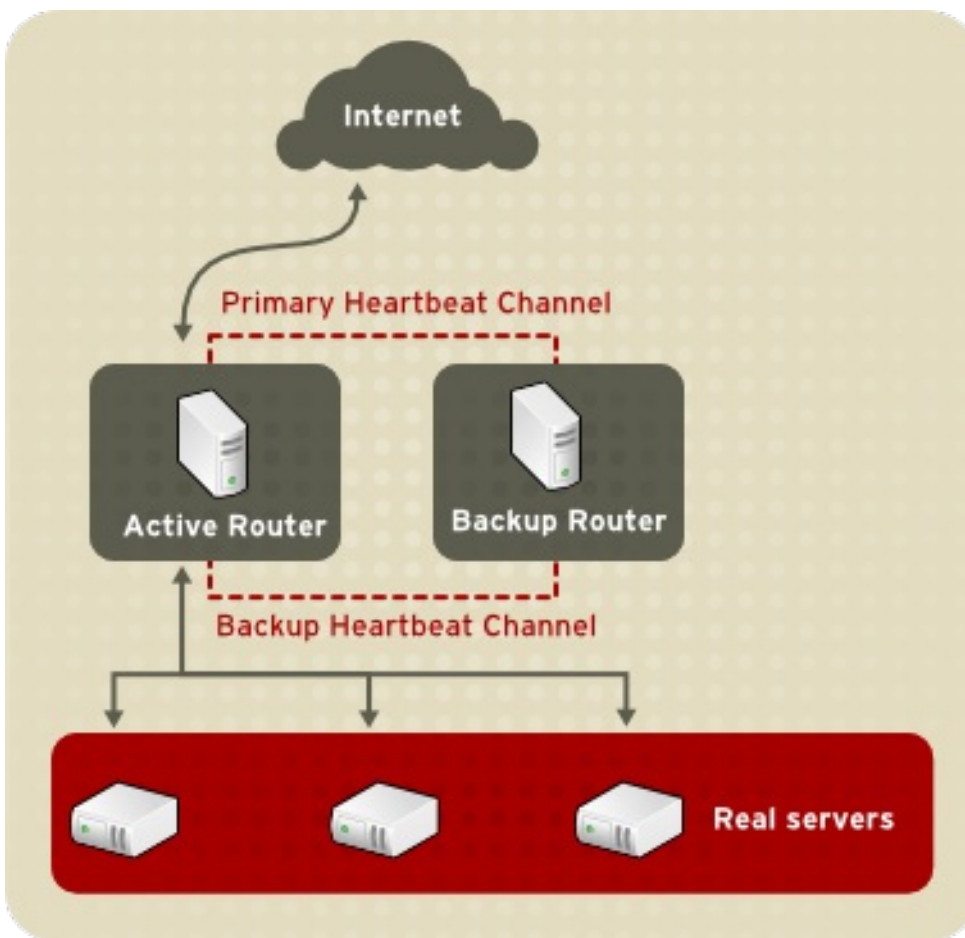 Internet
Primary Heartbeat Channel
Active Router
Backup Router
Backup Heartbeat Channel
Real servers